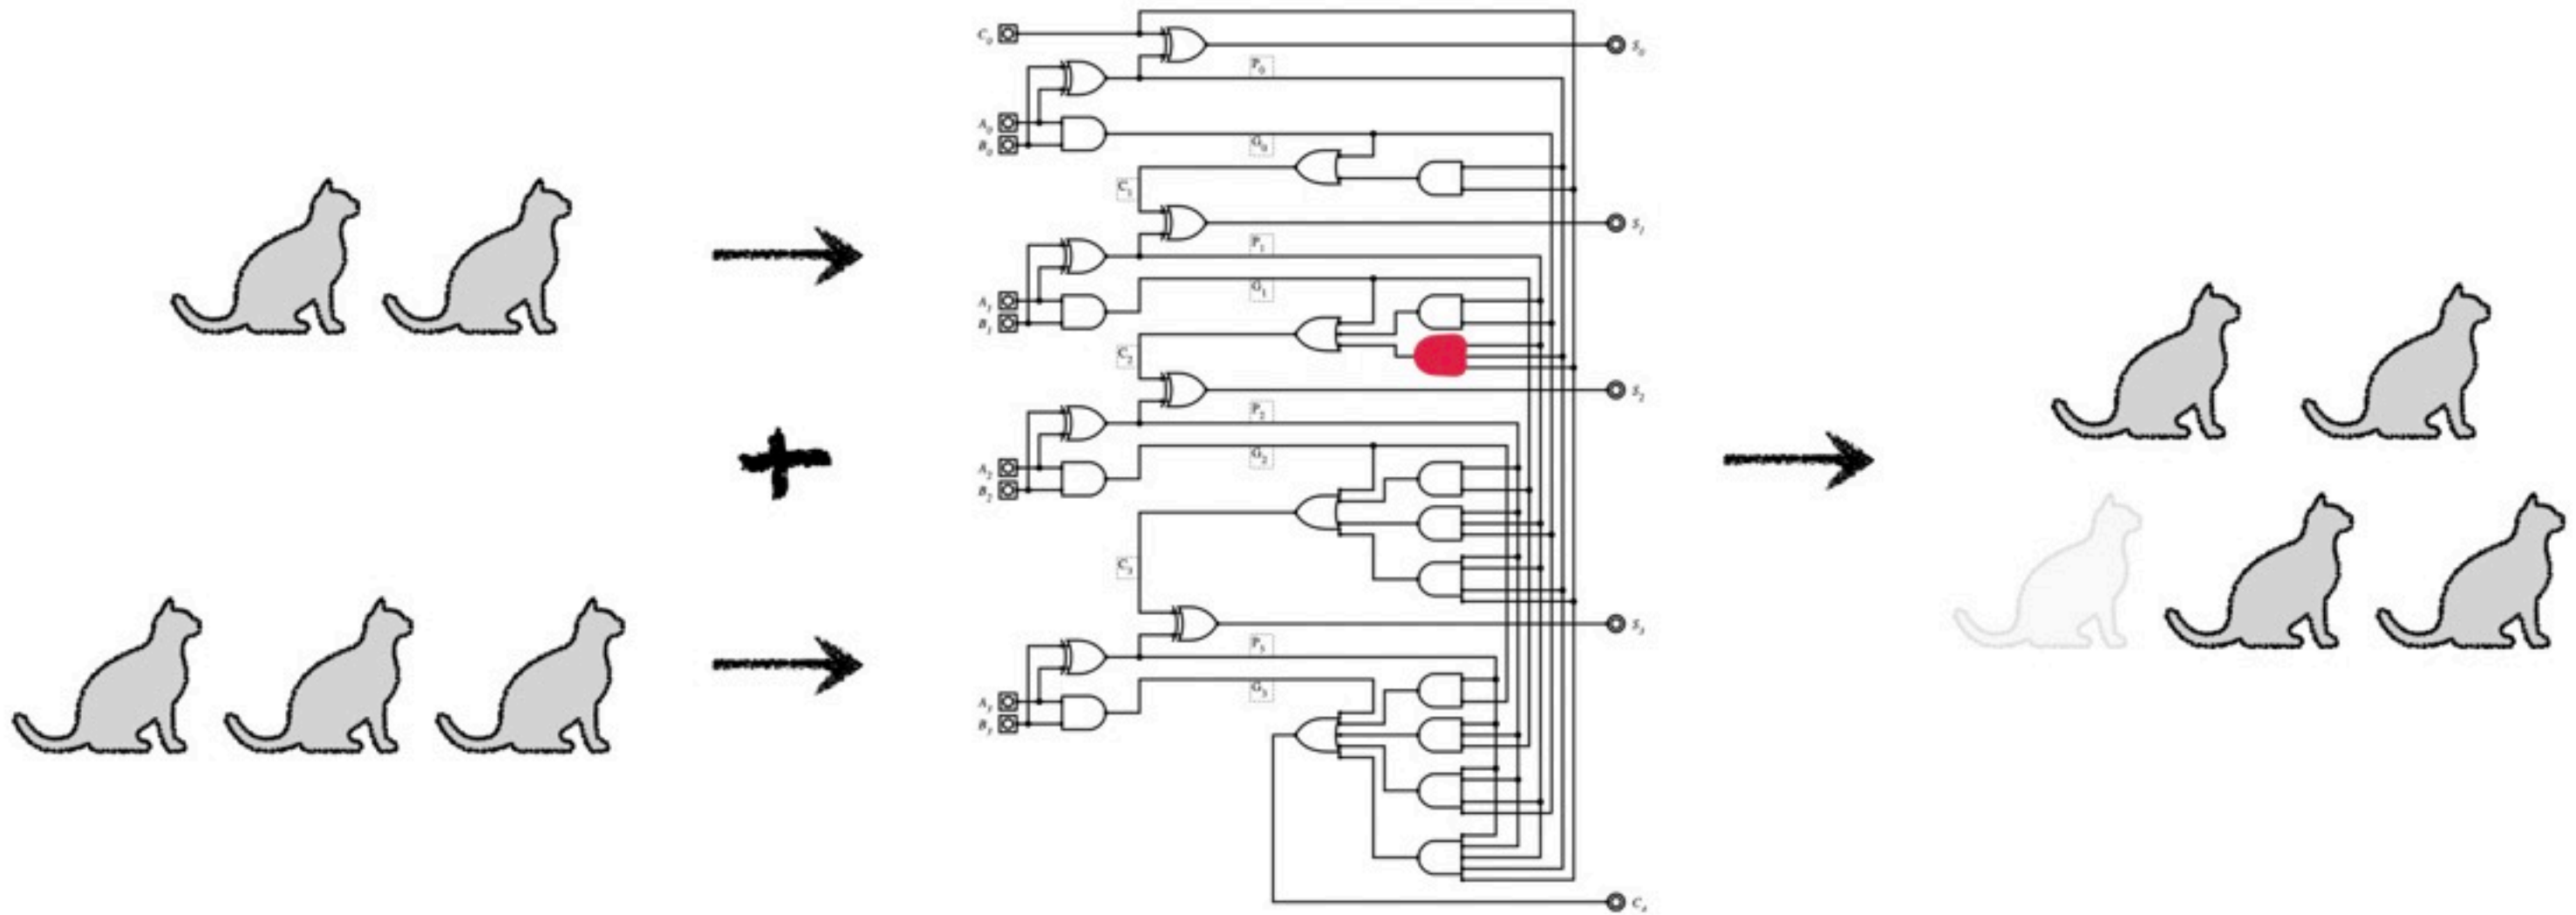 C₀
S₀
P₀
A₀
B₀
G₀
C₁
S₁
P₁
G₁
A₁
B₁
C₂
S₂
P₂
G₂
A₂
B₂
C₃
S₃
P₃
G₃
A₃
B₃
C₄